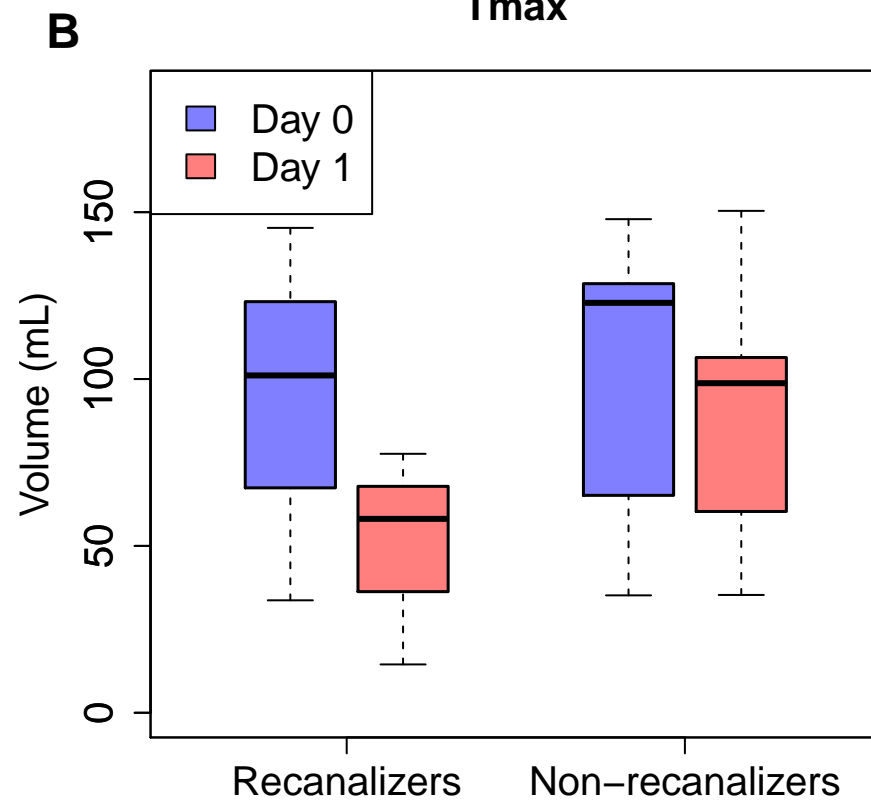 Tmax
B
Day 0
Day 1
Volume (mL)
150
100
50
0
Recanalizers
Non−recanalizers